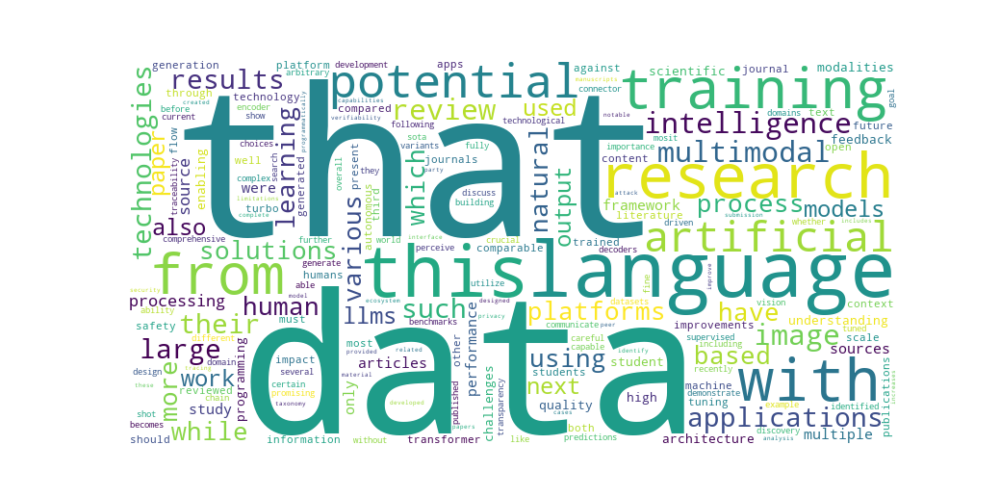 that
data
this
language
research
training
with
from
potential
artificial
multimodal
intelligence
applications
image
platforms
technologies
solutions
human
large
their
while
more
work
llms
such
using
next
based
have
models
process
natural
output
which
various
learning
review
used
results
paper
source
also
were
generation
platform
development
apps
against
scientific
journal
modalities
through
arbitrary
capabilities
connector
manuscripts
goal
before
created
encoder
technology
verifiability
compared
technological
domains
text
current
show
programmatically
following
notable
importance
mosit
future
flow
choices
sota
variants
fully
content
open
feedback
traceability
enabling
well
search
generated
present
they
journals
party
framework
literature
complex
limitations
complete
overall
autonomous
third
discuss
building
attack
trained
submission
driven
whether
includes
turbo
comprehensive
further
world
interface
crucial
comparable
decoders
perceive
humans
generate
able
model
utilize
ecosystem
privacy
designed
datasets
fine
improve
vision
context
security
ability
processing
safety
different
must
domain
programming
most
provided
related
benchmarks
other
performance
communicate
peer
careful
capable
improvements
supervised
including
recently
understanding
tuned
scale
sources
increases
design
these
impact
several
certain
promising
taxonomy
tracing
chain
reviewed
study
shot
becomes
should
information
without
only
articles
material
developed
papers
published
transformer
transparency
challenges
like
students
student
identify
quality
cases
both
predictions
high
machine
tuning
demonstrate
architecture
example
multiple
identified
discovery
analysis
publications